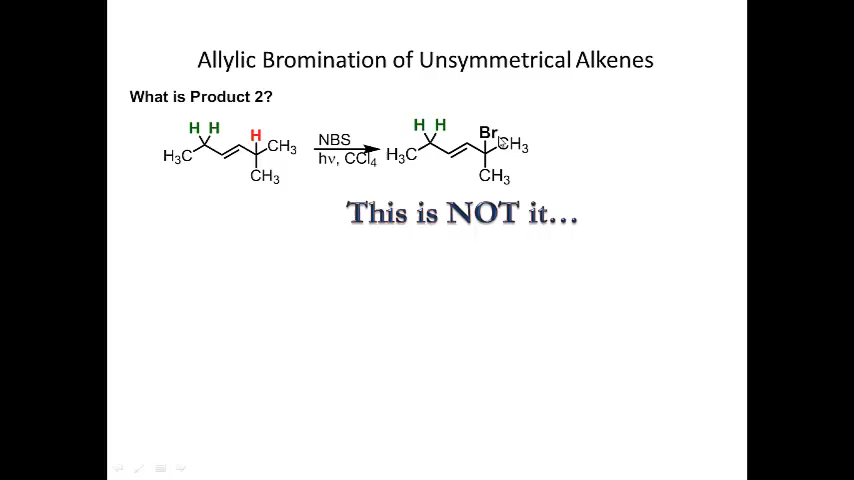 Allylic Bromination of Unsymmetrical Alkenes
What is Product 2?
H H H
H₃C CH₃
CH₃
NBS
hν, CCl₄
H H Br
H₃C CH₃
CH₃
This is NOT it...